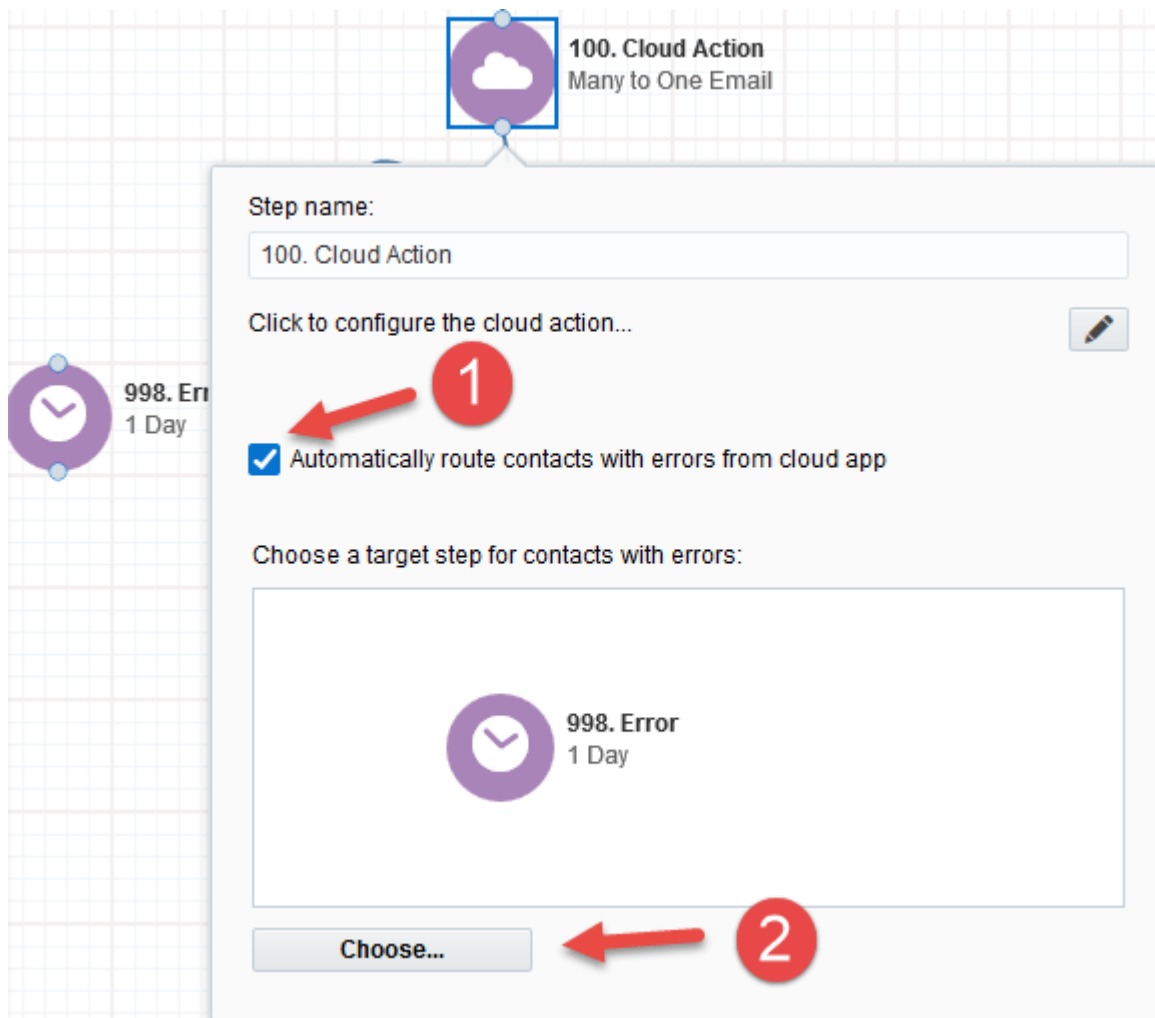 100. Cloud Action
Many to One Email
Step name:
100. Cloud Action
Click to configure the cloud action...
1
998. Err
1 Day
Automatically route contacts with errors from cloud app
Choose a target step for contacts with errors:
998. Error
1 Day
Choose...
2